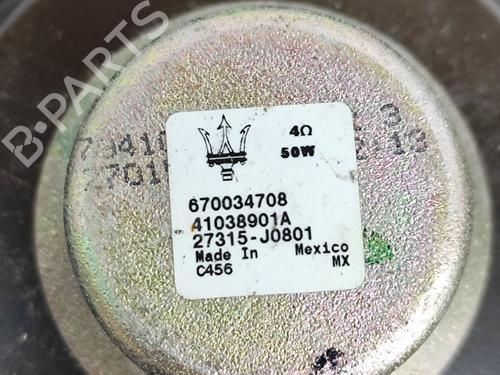 B-PARTS
4Ω
50W
670034708
41038901A
27315-J0801
Made In Mexico
C456 MX